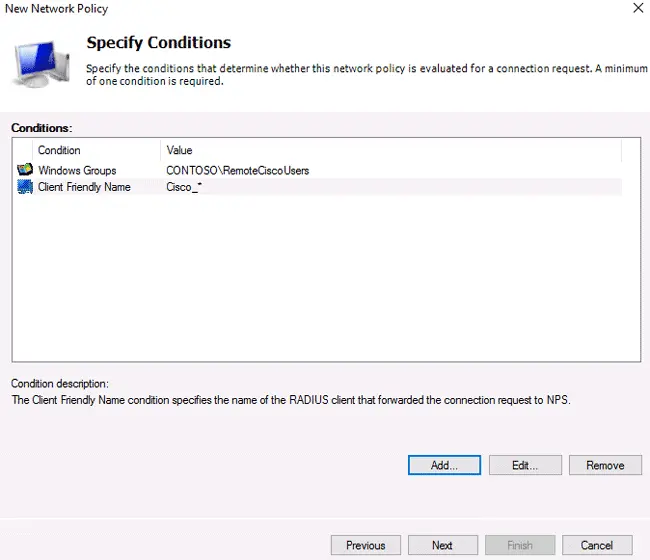 New Network Policy
Specify Conditions
Specify the conditions that determine whether this network policy is evaluated for a connection request. A minimum
of one condition is required.
Conditions:
Condition Value
Windows Groups CONTOSO\RemoteCiscoUsers
Client Friendly Name Cisco_*
Condition description:
The Client Friendly Name condition specifies the name of the RADIUS client that forwarded the connection request to NPS.
Add... Edit... Remove
Previous Next Finish Cancel